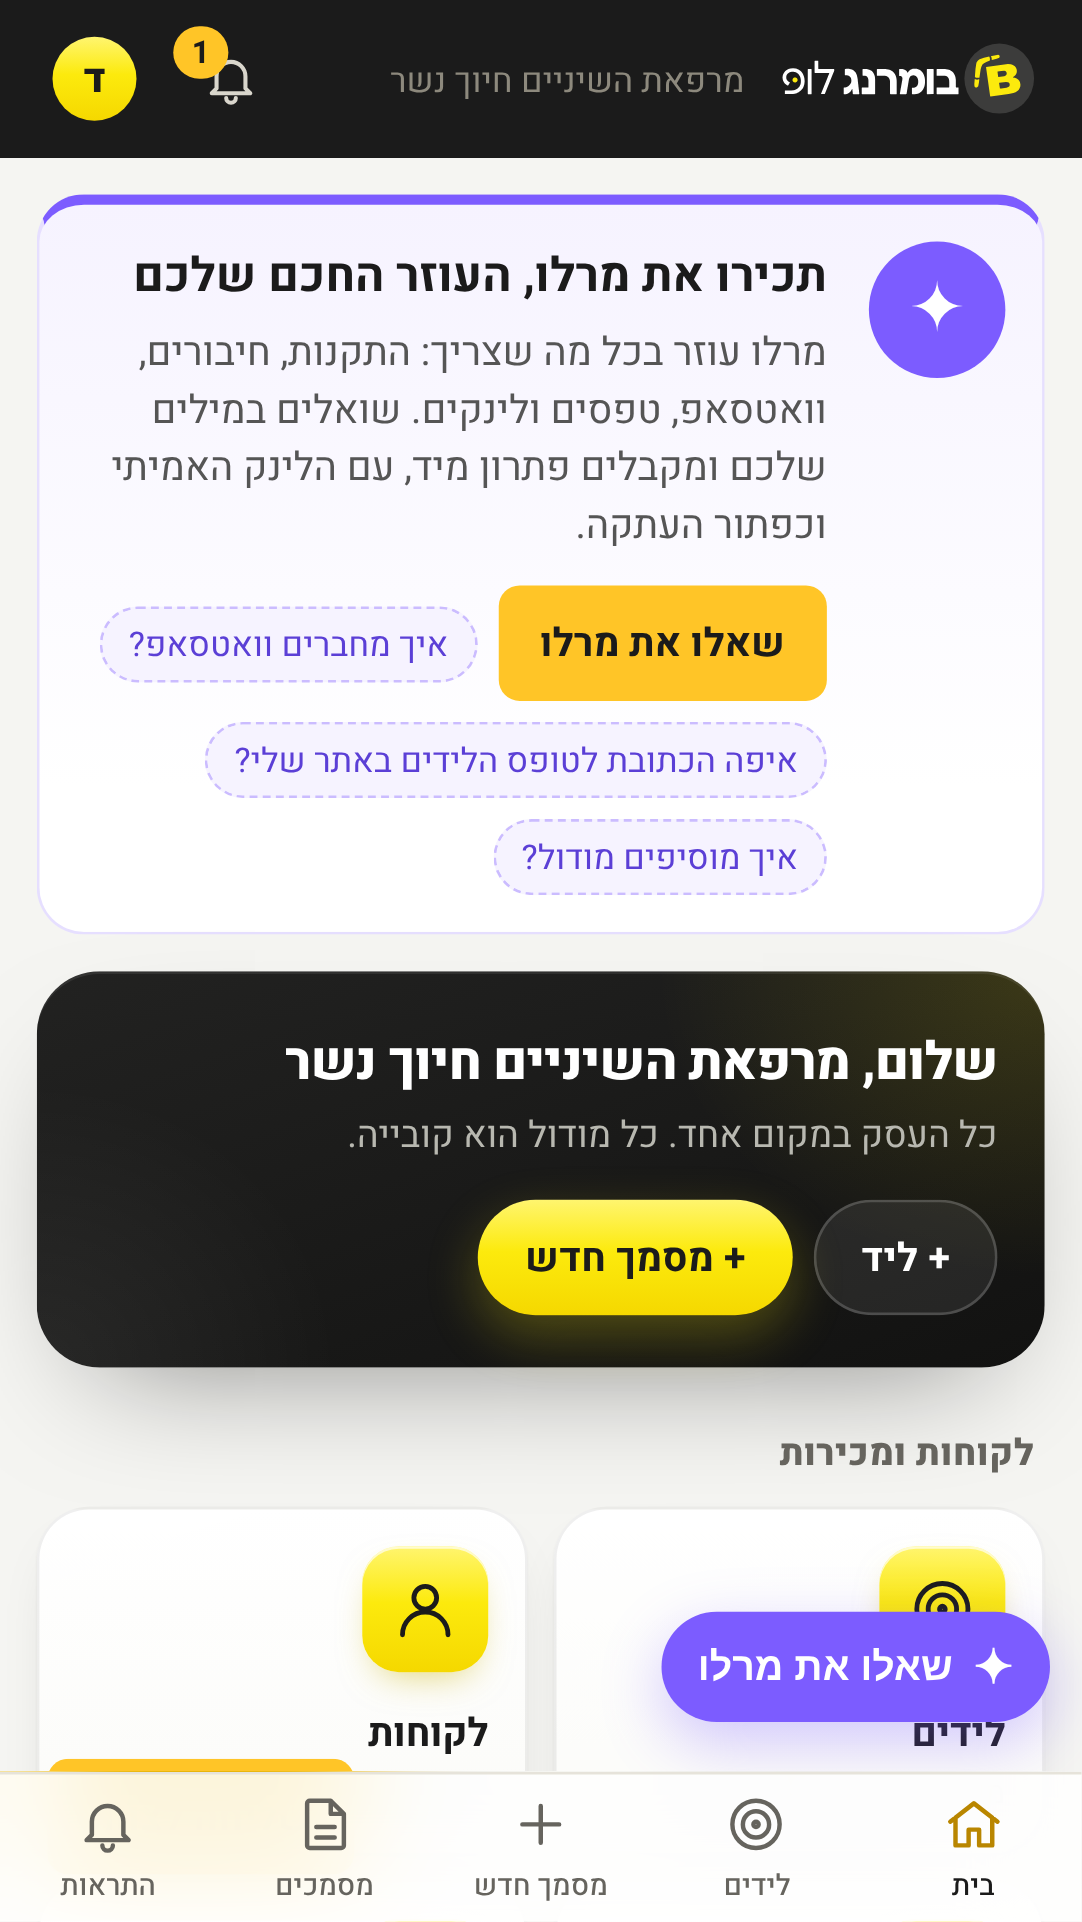 בומרנג לופ
מרפאת השיניים חיוך נשר
1
ד
תכירו את מרלו, העוזר החכם שלכם
מרלו עוזר בכל מה שצריך: התקנות, חיבורים,
וואטסאפ, טפסים ולינקים. שואלים במילים
שלכם ומקבלים פתרון מיד, עם הלינק האמיתי
וכפתור העתקה.
שאלו את מרלו
איך מחברים וואטסאפ?
איפה הכתובת לטופס הלידים באתר שלי?
איך מוסיפים מודול?
שלום, מרפאת השיניים חיוך נשר
כל העסק במקום אחד. כל מודול הוא קובייה.
+ ליד
+ מסמך חדש
לקוחות ומכירות
שאלו את מרלו
לידים
לקוחות
בית
לידים
מסמך חדש
מסמכים
התראות